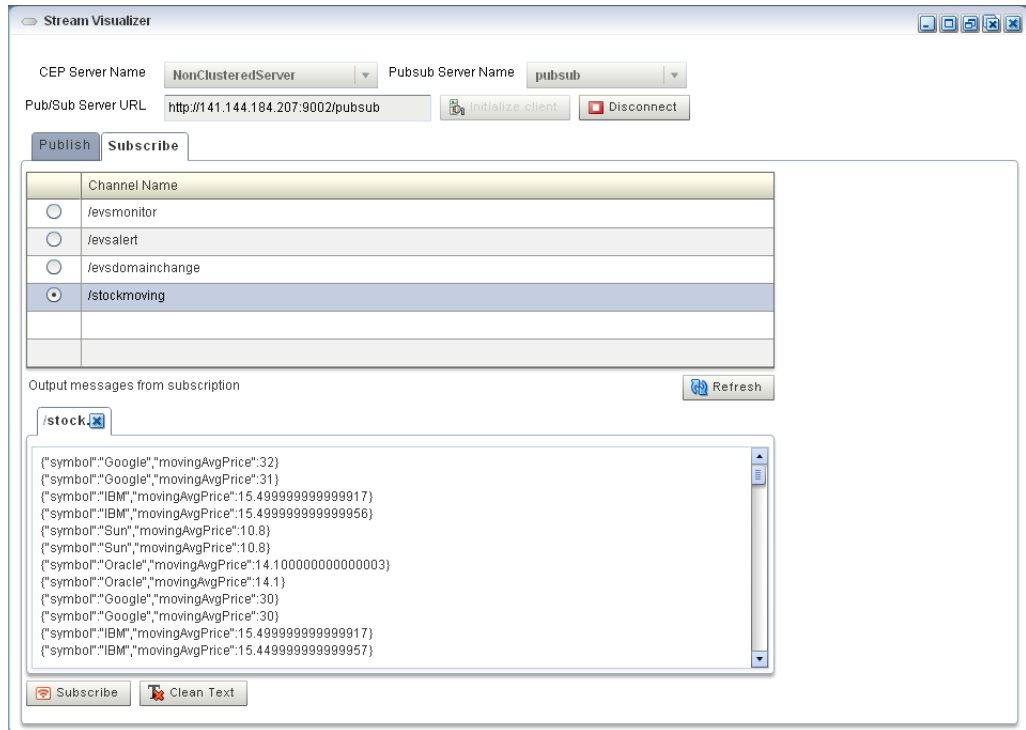 Stream Visualizer
CEP Server Name NonClusteredServer Pubsub Server Name pubsub
Pub/Sub Server URL http://141.144.184.207:9002/pubsub Initialize client Disconnect
Publish Subscribe
Channel Name
/evsmonitor
/evsalert
/evsdomainchange
/stockmoving
Output messages from subscription Refresh
/stock.
{"symbol":"Google","movingAvgPrice":32}
{"symbol":"Google","movingAvgPrice":31}
{"symbol":"IBM","movingAvgPrice":15.499999999999917}
{"symbol":"IBM","movingAvgPrice":15.499999999999956}
{"symbol":"Sun","movingAvgPrice":10.8}
{"symbol":"Sun","movingAvgPrice":10.8}
{"symbol":"Oracle","movingAvgPrice":14.100000000000003}
{"symbol":"Oracle","movingAvgPrice":14.1}
{"symbol":"Google","movingAvgPrice":30}
{"symbol":"Google","movingAvgPrice":30}
{"symbol":"IBM","movingAvgPrice":15.499999999999917}
{"symbol":"IBM","movingAvgPrice":15.449999999999957}
Subscribe Clean Text